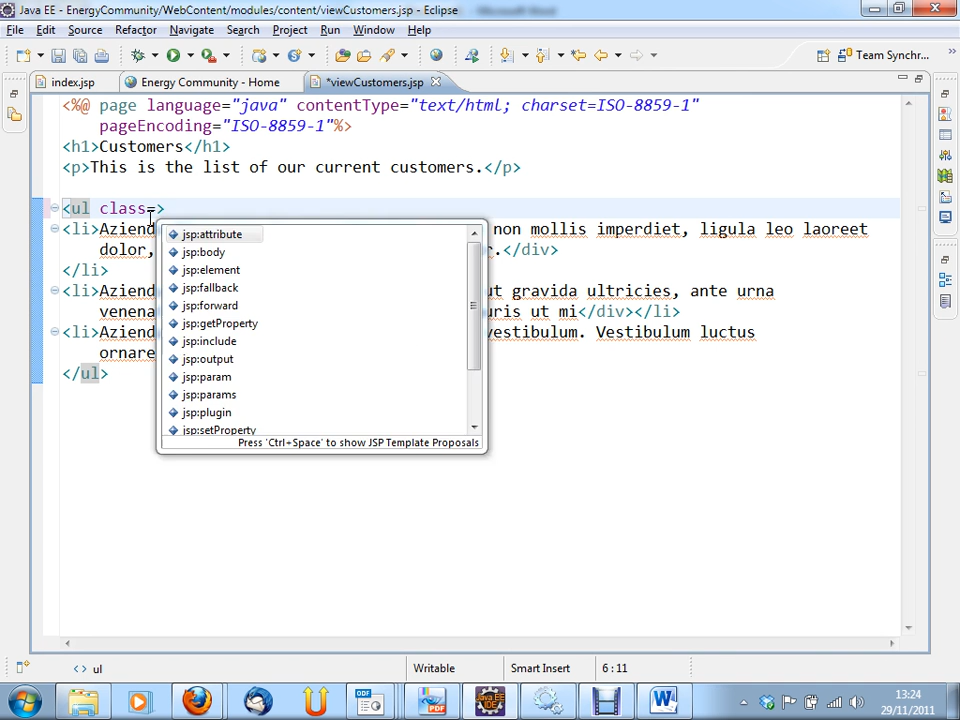 Java EE - EnergyCommunity/WebContent/modules/content/viewCustomers.jsp - Eclipse
File Edit Source Refactor Navigate Search Project Run Window Help
Team Synchr...
index.jsp Energy Community - Home *viewCustomers.jsp
<%@ page language="java" contentType="text/html; charset=ISO-8859-1"
pageEncoding="ISO-8859-1"%>
<h1>Customers</h1>
<p>This is the list of our current customers.</p>
<ul class=>
<li>Aziend non mollis imperdiet, ligula leo laoreet
dolor, r.</div>
</li>
<li>Aziend ut gravida ultricies, ante urna
venena uris ut mi</div></li>
<li>Aziend vestibulum. Vestibulum luctus
ornare
</ul>
jsp:attribute
jsp:body
jsp:element
jsp:fallback
jsp:forward
jsp:getProperty
jsp:include
jsp:output
jsp:param
jsp:params
jsp:plugin
jsp:setProperty
Press 'Ctrl+Space' to show JSP Template Proposals
<> ul Writable Smart Insert 6 : 11
ODF PDF Java EE IDE W
13:24
29/11/2011